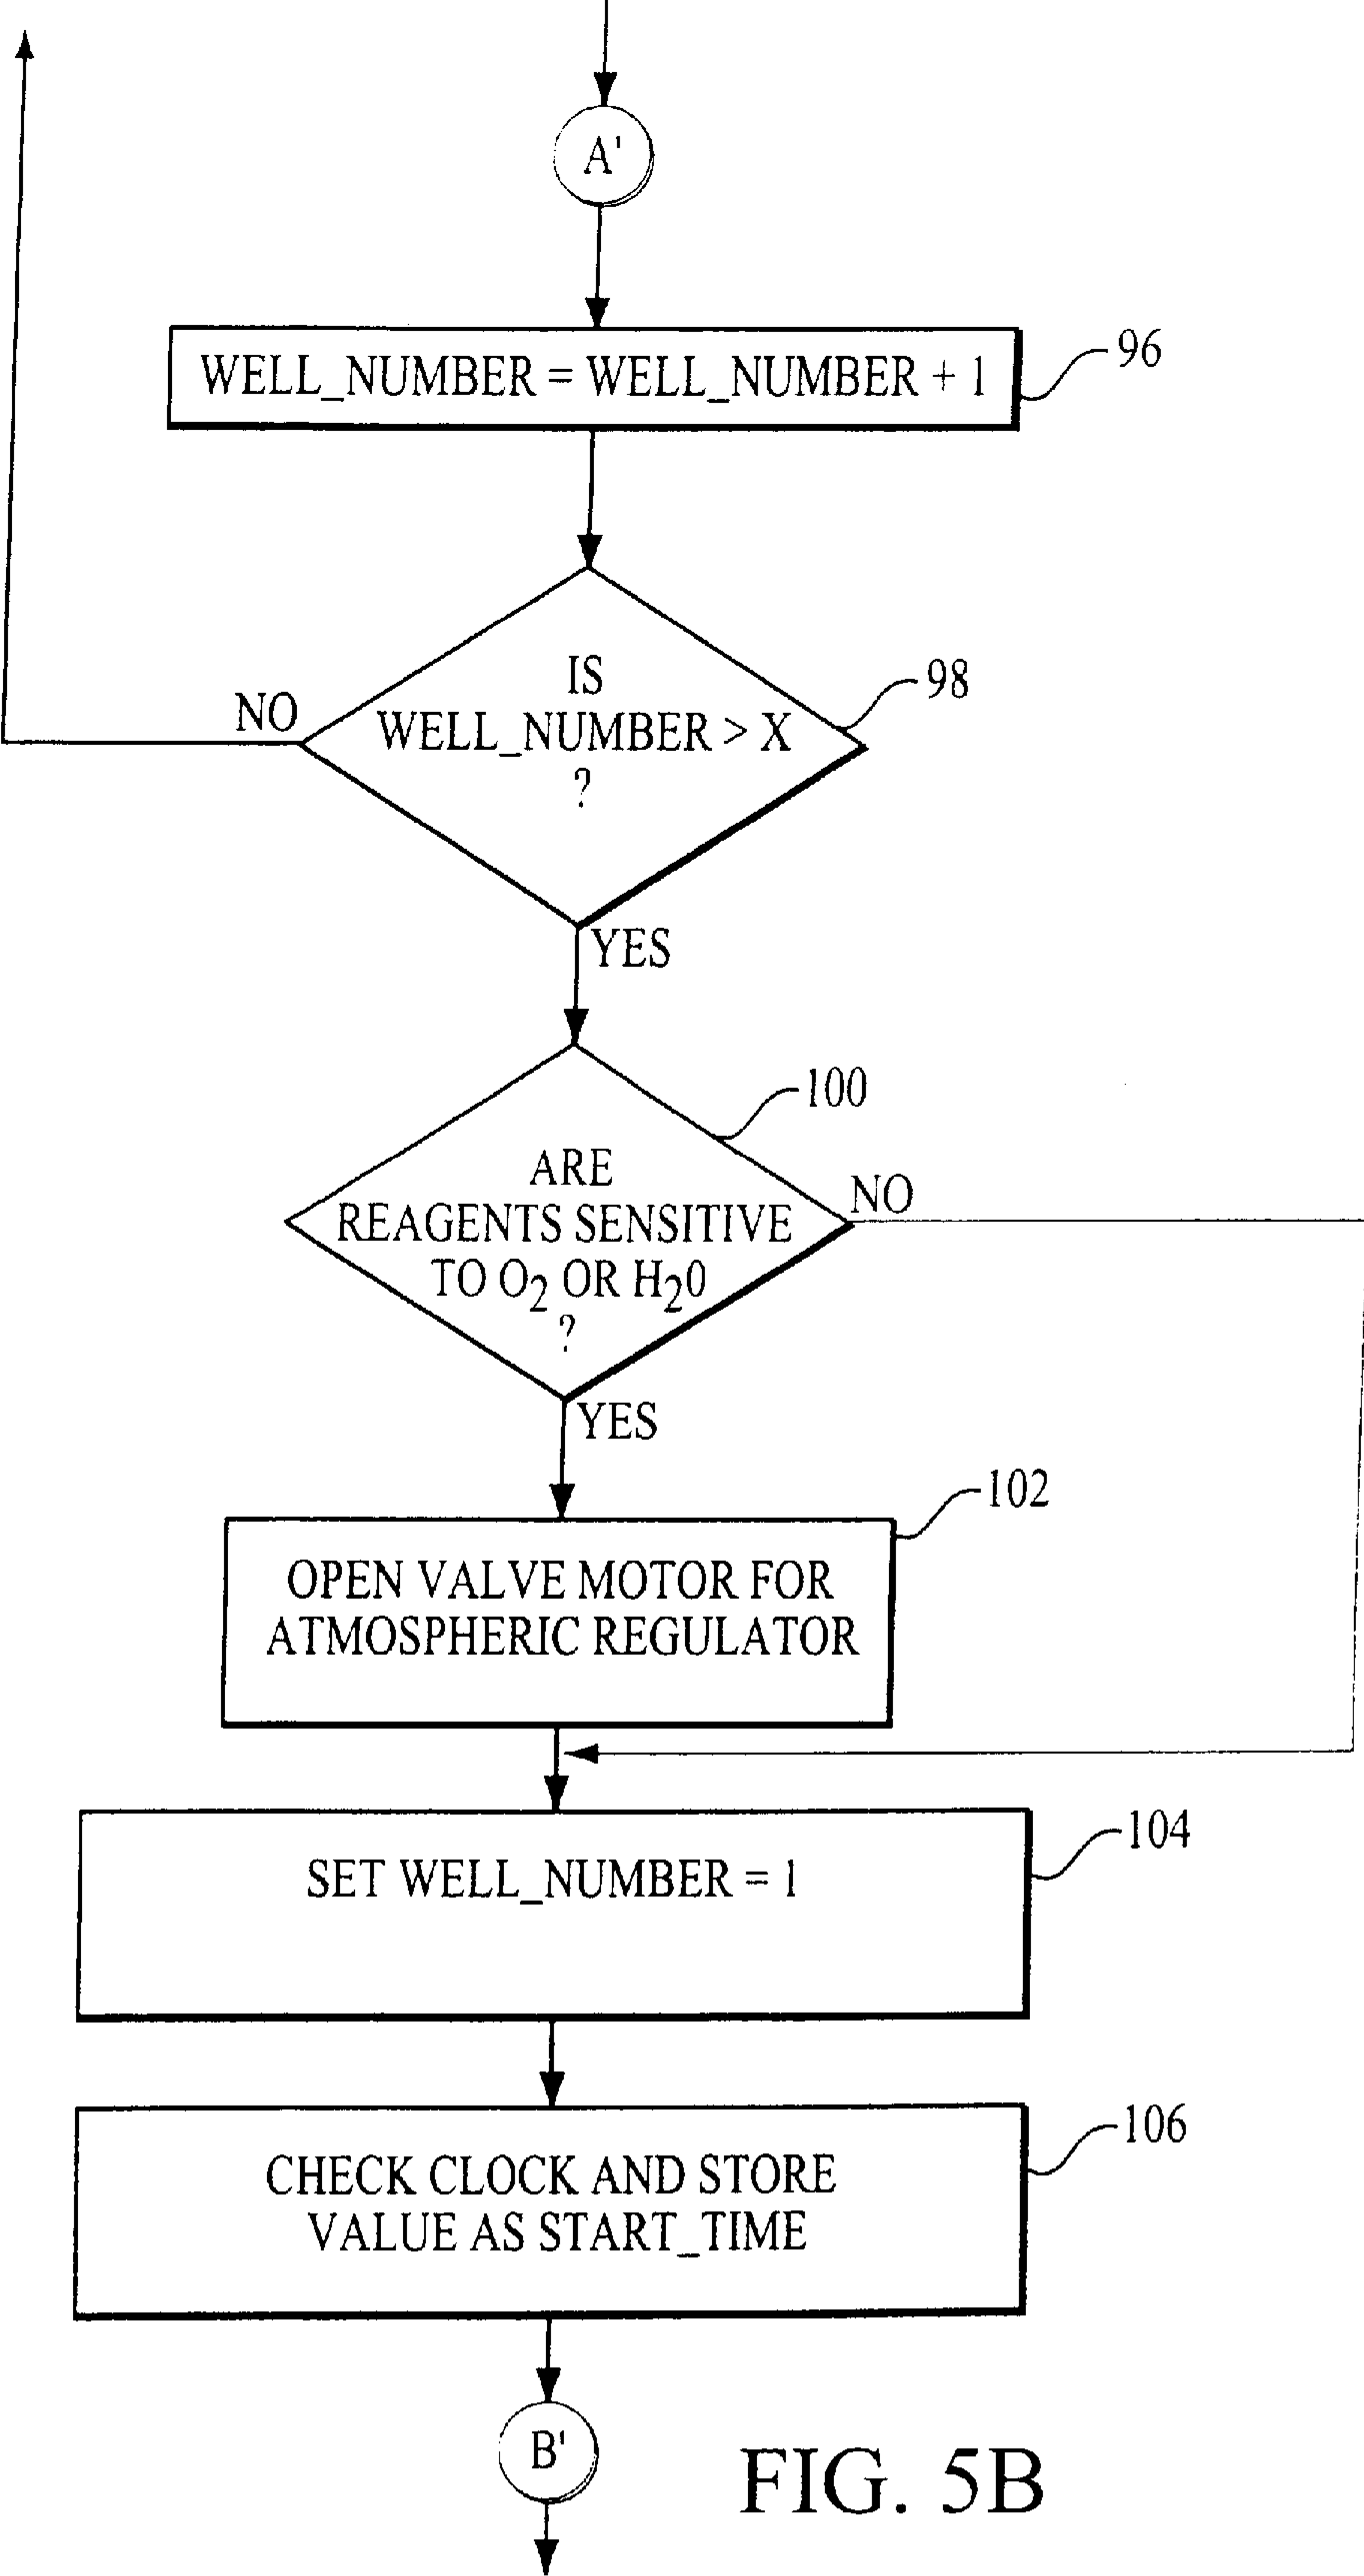 A'
WELL_NUMBER = WELL_NUMBER + 1
96
IS
WELL_NUMBER > X
?
98
NO
YES
100
ARE
REAGENTS SENSITIVE
TO O2 OR H20
?
NO
YES
102
OPEN VALVE MOTOR FOR
ATMOSPHERIC REGULATOR
104
SET WELL_NUMBER = 1
106
CHECK CLOCK AND STORE
VALUE AS START_TIME
B'
FIG. 5B